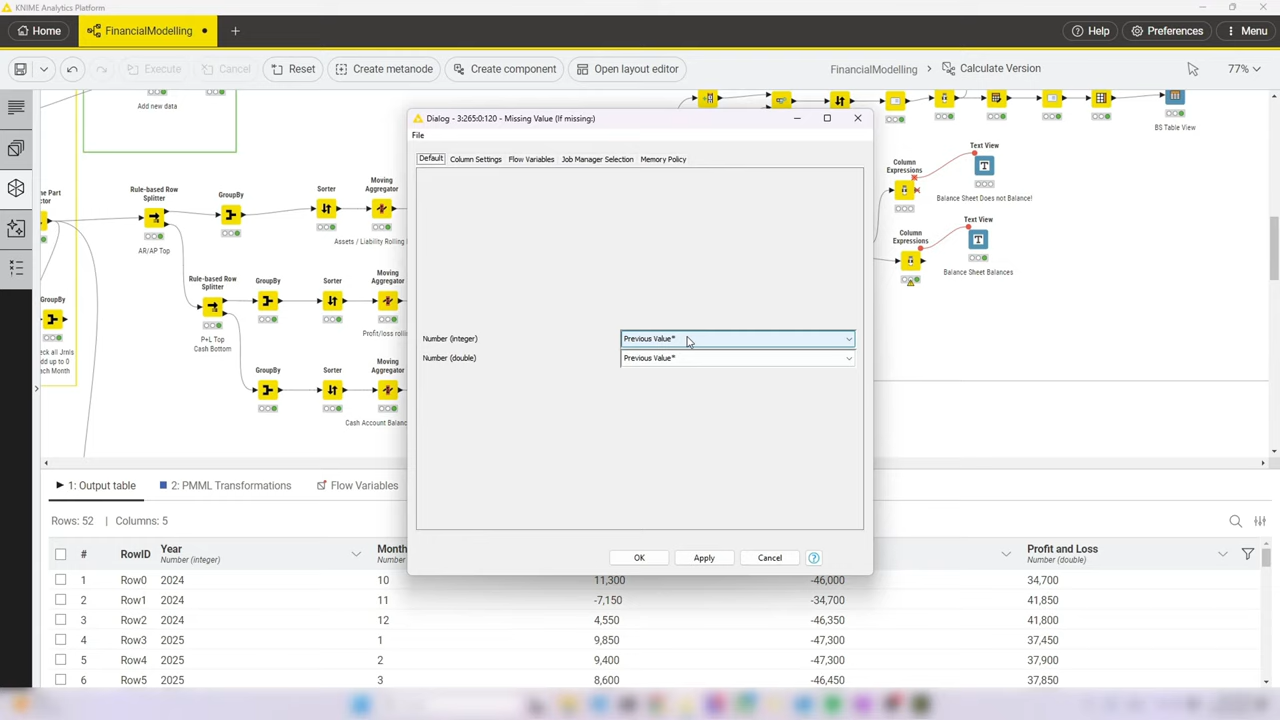 KNIME Analytics Platform
Home
FinancialModelling
Help
Preferences
Menu
Execute
Cancel
Reset
Create metanode
Create component
Open layout editor
FinancialModelling
Calculate Version
77%
Add new data
BS Table View
Dialog - 3:265:0:120 - Missing Value (If missing:)
File
Default
Column Settings
Flow Variables
Job Manager Selection
Memory Policy
Number (integer)
Previous Value*
Number (double)
Previous Value*
OK
Apply
Cancel
?
Rule-based Row
Splitter
AR/AP Top
GroupBy
Sorter
Moving
Aggregator
Assets / Liability Rolling
Rule-based Row
Splitter
P+L Top
Cash Bottom
GroupBy
Sorter
Moving
Aggregator
GroupBy
Sorter
Moving
Aggregator
Cash Account Balanc
Column
Expressions
Text View
Balance Sheet Does not Balance!
Column
Expressions
Text View
Balance Sheet Balances
1: Output table
2: PMML Transformations
Flow Variables
Rows: 52 | Columns: 5
# RowID Year Month Profit and Loss
Number (integer) Number Number (double)
1 Row0 2024 10 11,300 -46,000 34,700
2 Row1 2024 11 -7,150 -34,700 41,850
3 Row2 2024 12 4,550 -46,350 41,800
4 Row3 2025 1 9,850 -47,300 37,450
5 Row4 2025 2 9,400 -47,300 37,900
6 Row5 2025 3 8,600 -46,450 37,850